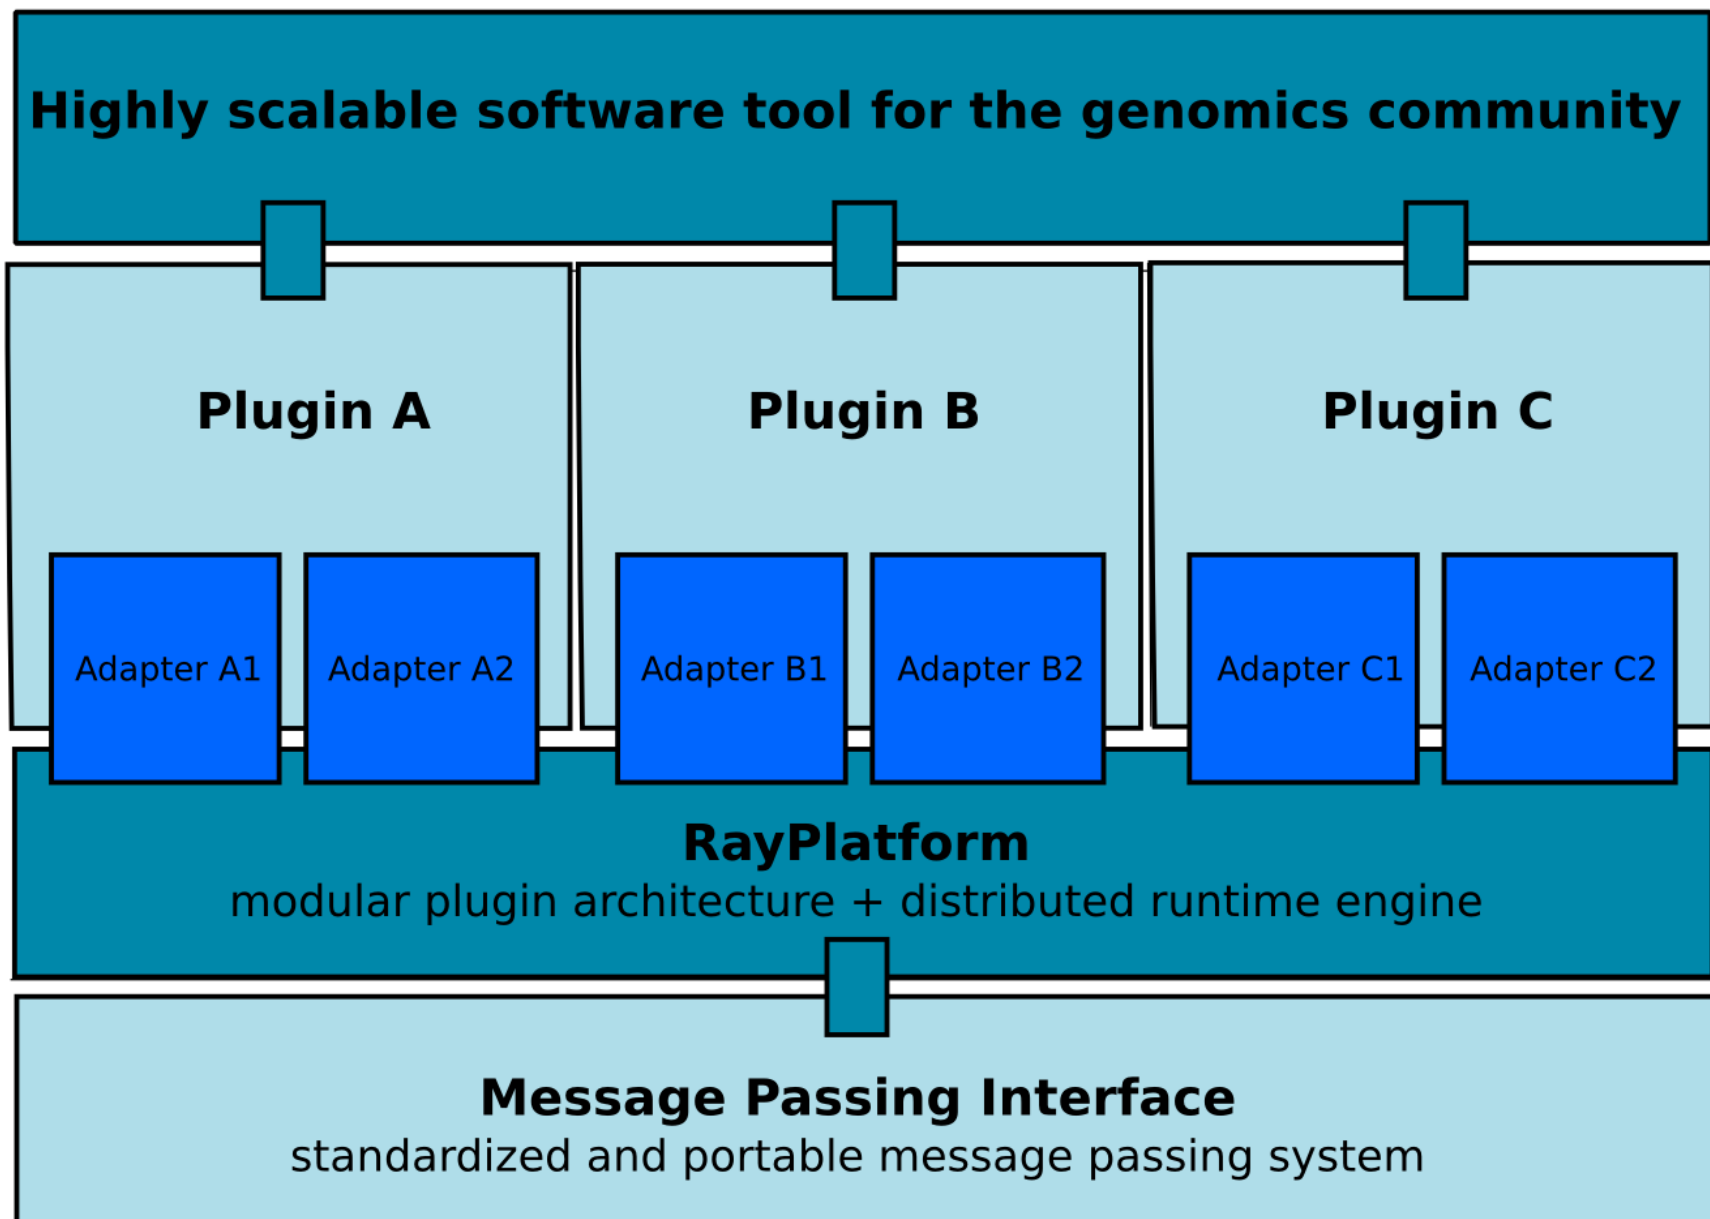 Highly scalable software tool for the genomics community
Plugin A
Plugin B
Plugin C
Adapter A1
Adapter A2
Adapter B1
Adapter B2
Adapter C1
Adapter C2
RayPlatform
modular plugin architecture + distributed runtime engine
Message Passing Interface
standardized and portable message passing system